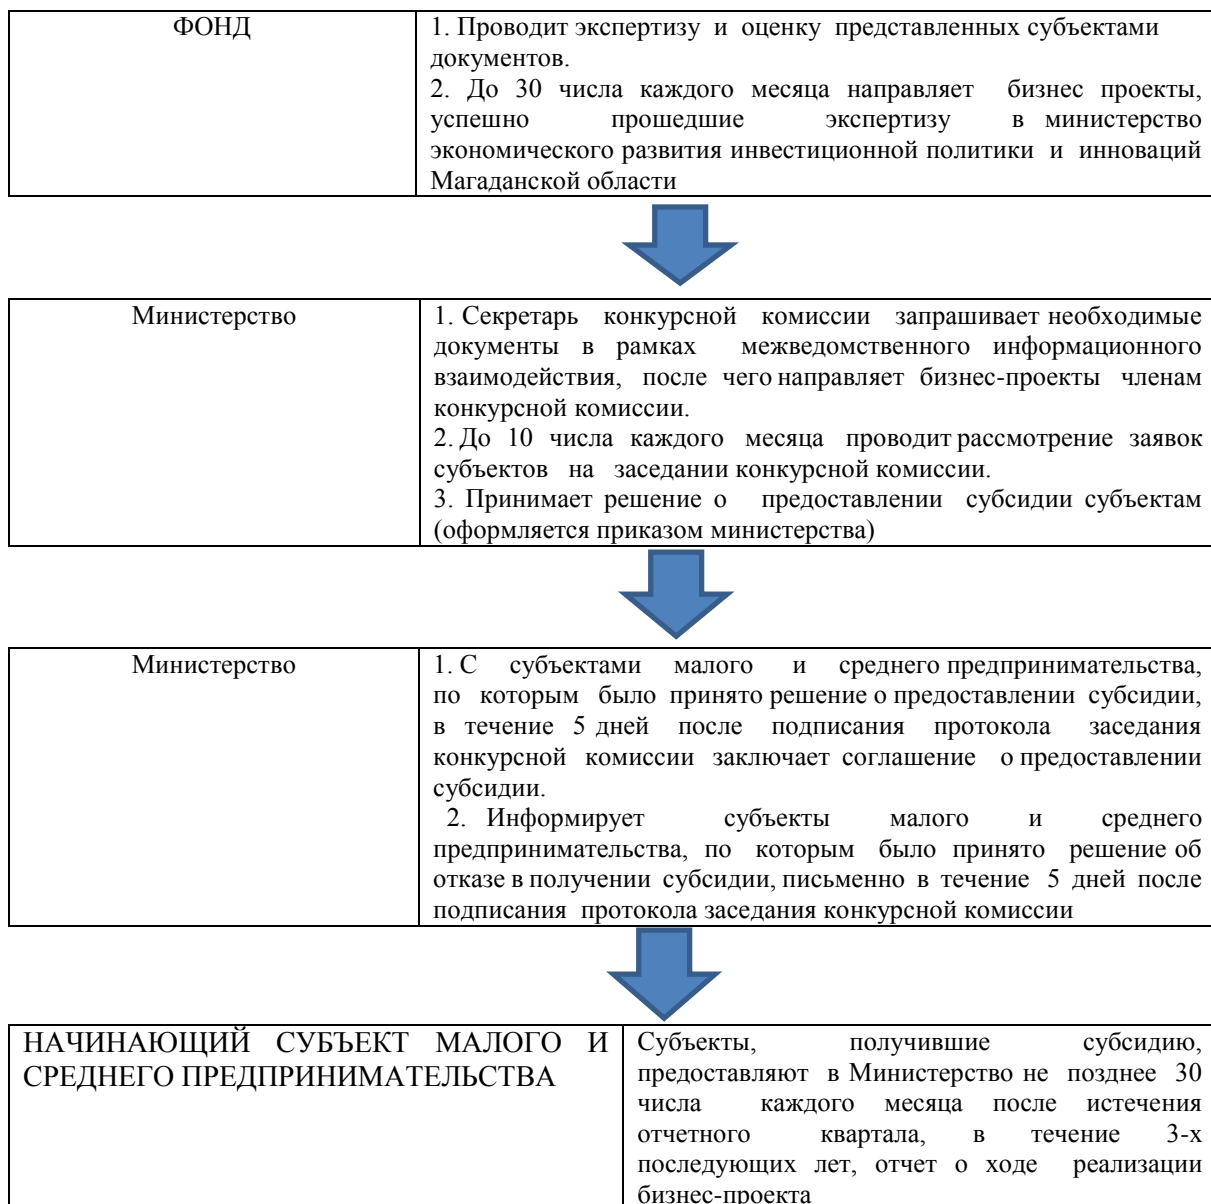 ФОНД
1. Проводит экспертизу и оценку представленных субъектами
документов.
2. До 30 числа каждого месяца направляет бизнес проекты,
успешно прошедшие экспертизу в министерство
экономического развития инвестиционной политики и инноваций
Магаданской области
Министерство
1. Секретарь конкурсной комиссии запрашивает необходимые
документы в рамках межведомственного информационного
взаимодействия, после чего направляет бизнес-проекты членам
конкурсной комиссии.
2. До 10 числа каждого месяца проводит рассмотрение заявок
субъектов на заседании конкурсной комиссии.
3. Принимает решение о предоставлении субсидии субъектам
(оформляется приказом министерства)
Министерство
1. С субъектами малого и среднего предпринимательства,
по которым было принято решение о предоставлении субсидии,
в течение 5 дней после подписания протокола заседания
конкурсной комиссии заключает соглашение о предоставлении
субсидии.
2. Информирует субъекты малого и среднего
предпринимательства, по которым было принято решение об
отказе в получении субсидии, письменно в течение 5 дней после
подписания протокола заседания конкурсной комиссии
НАЧИНАЮЩИЙ СУБЪЕКТ МАЛОГО И
СРЕДНЕГО ПРЕДПРИНИМАТЕЛЬСТВА
Субъекты, получившие субсидию,
предоставляют в Министерство не позднее 30
числа каждого месяца после истечения
отчетного квартала, в течение 3-х
последующих лет, отчет о ходе реализации
бизнес-проекта